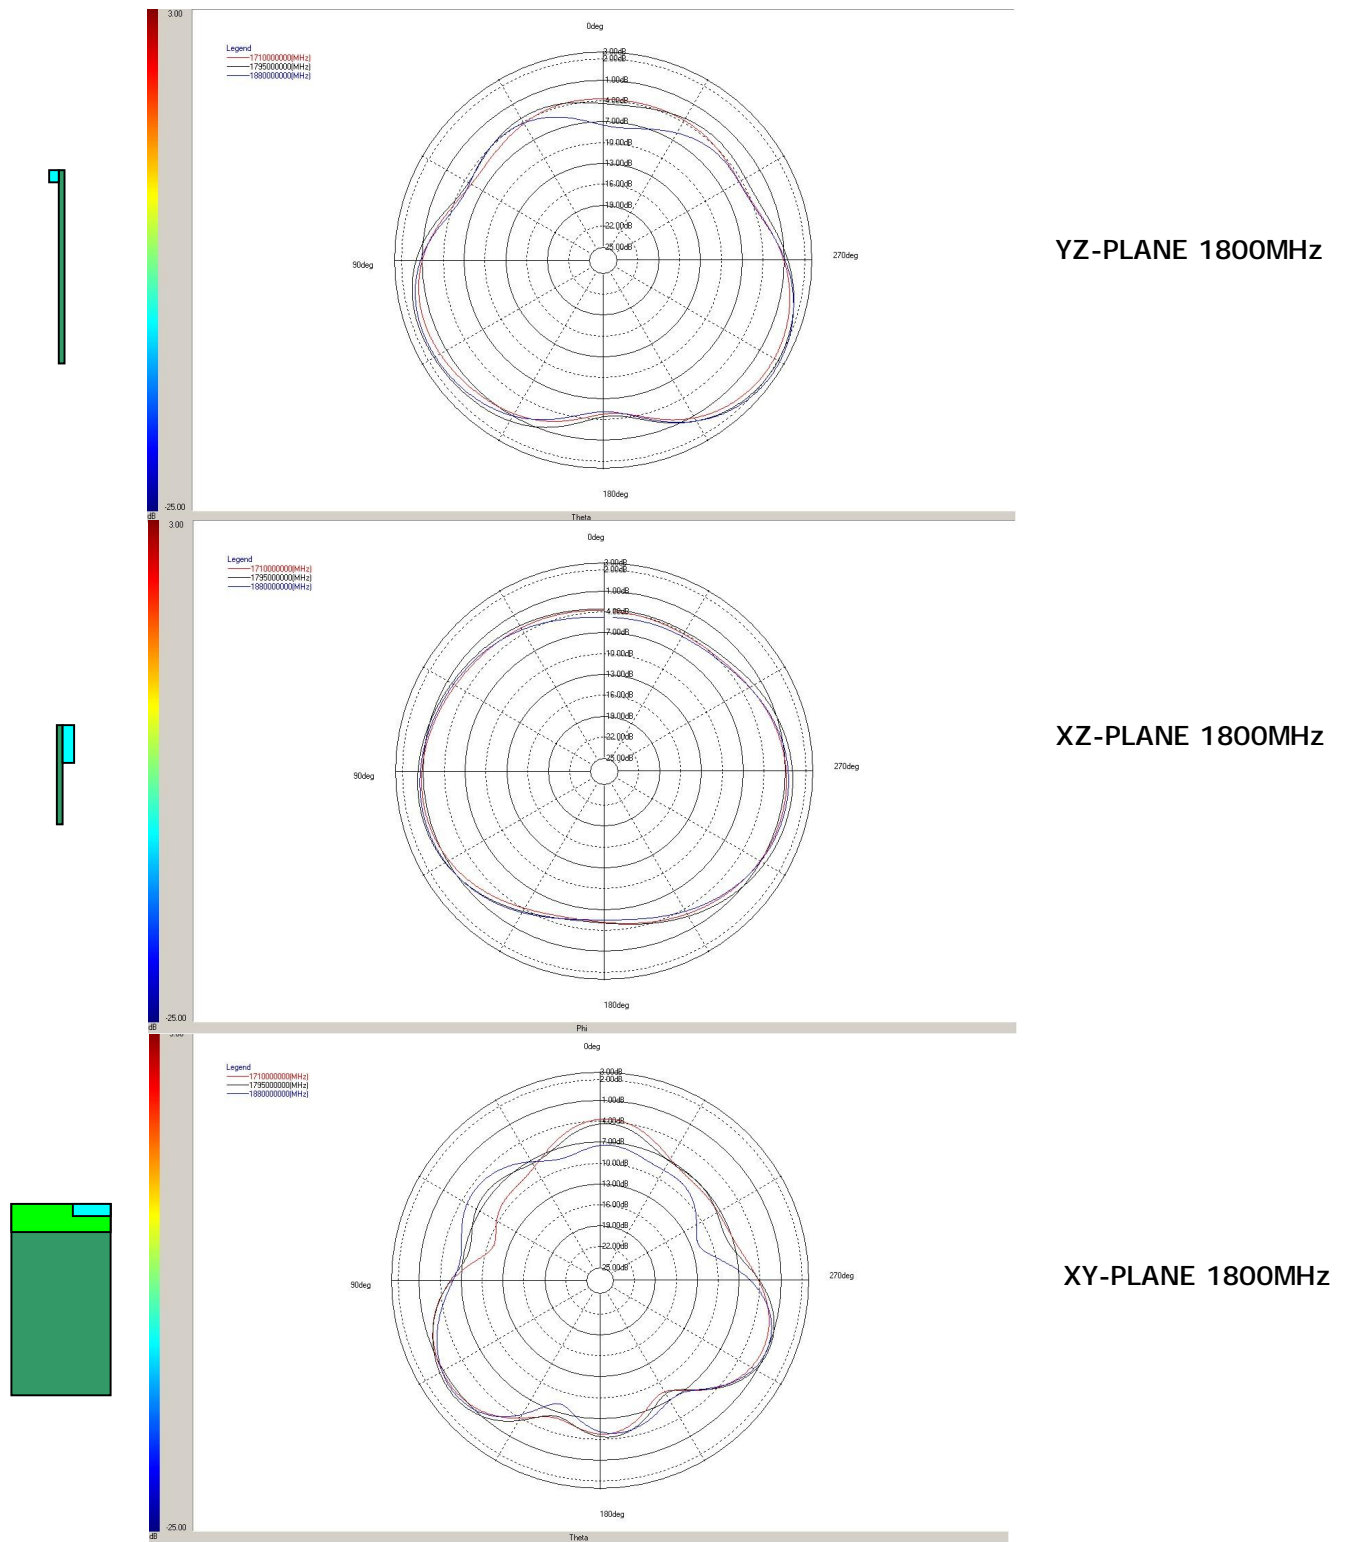 3.00
0deg
Legend
1710000000(MHz)
1795000000(MHz)
1880000000(MHz)
3.00dB
2.00dB
1.00dB
4.00dB
7.00dB
10.00dB
13.00dB
16.00dB
19.00dB
22.00dB
25.00dB
90deg
270deg
YZ-PLANE 1800MHz
180deg
-25.00
dB
Theta
3.00
0deg
Legend
1710000000(MHz)
1795000000(MHz)
1880000000(MHz)
3.00dB
2.00dB
1.00dB
4.00dB
7.00dB
10.00dB
13.00dB
16.00dB
19.00dB
22.00dB
25.00dB
90deg
270deg
XZ-PLANE 1800MHz
180deg
-25.00
dB
Phi
3.00
0deg
Legend
1710000000(MHz)
1795000000(MHz)
1880000000(MHz)
3.00dB
2.00dB
1.00dB
4.00dB
7.00dB
10.00dB
13.00dB
16.00dB
19.00dB
22.00dB
25.00dB
90deg
270deg
XY-PLANE 1800MHz
180deg
-25.00
dB
Theta